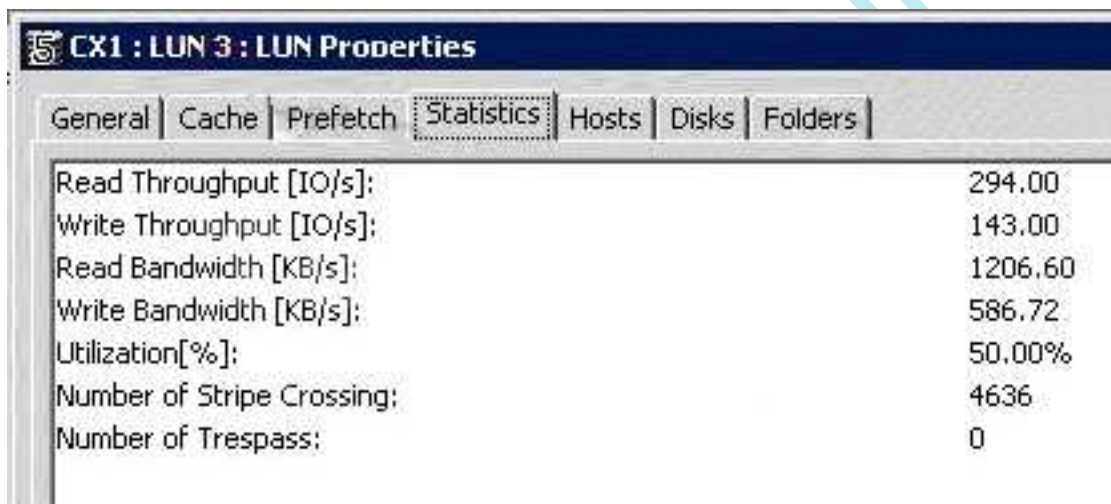 CX1 : LUN 3 : LUN Properties
General Cache Prefetch Statistics Hosts Disks Folders
Read Throughput [IO/s]: 294.00
Write Throughput [IO/s]: 143.00
Read Bandwidth [KB/s]: 1206.60
Write Bandwidth [KB/s]: 586.72
Utilization[%]: 50.00%
Number of Stripe Crossing: 4636
Number of Trespass: 0